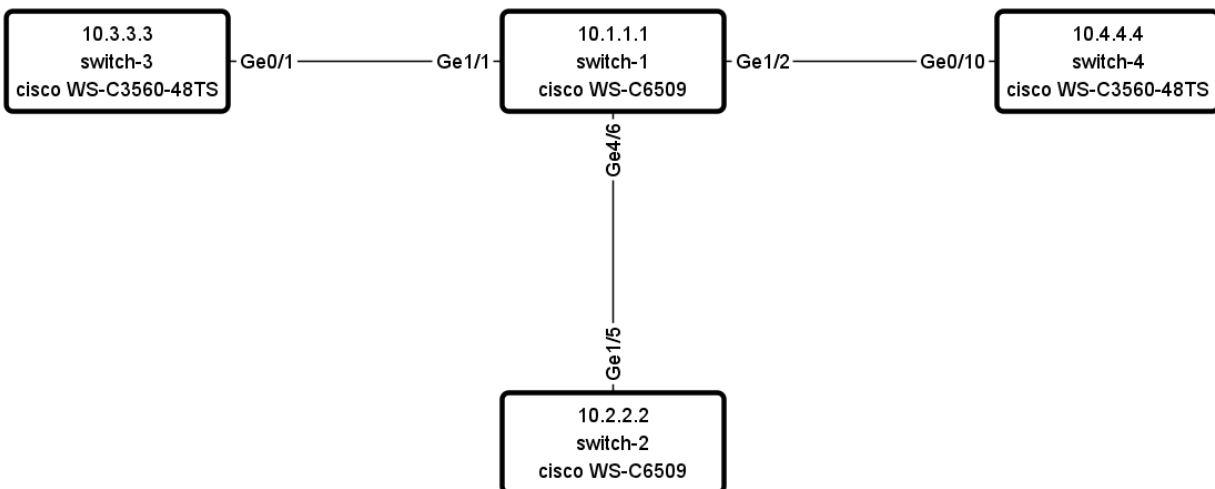 10.3.3.3
switch-3
cisco WS-C3560-48TS
Ge0/1
Ge1/1
10.1.1.1
switch-1
cisco WS-C6509
Ge1/2
Ge0/10
10.4.4.4
switch-4
cisco WS-C3560-48TS
Ge4/6
Ge1/5
10.2.2.2
switch-2
cisco WS-C6509